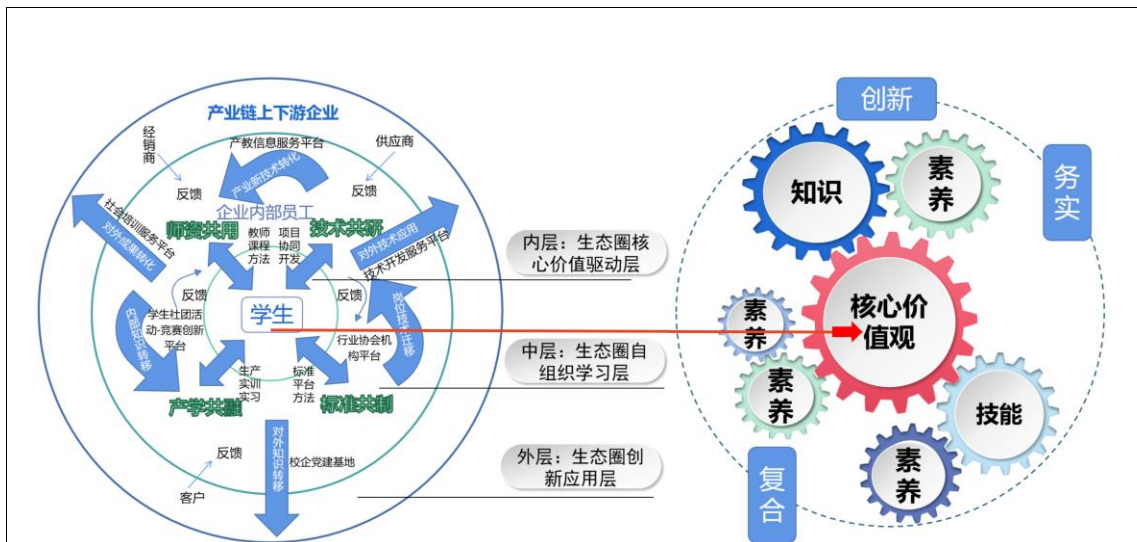 产业链上下游企业
经销商
产教信息服务平台
供应商
产业新技术转化
反馈
反馈
企业内部员工
社会培训服务平台
对外成果转化
师资共用
技术共研
教师
课程
方法
项目
协同
开发
对外技术应用
技术开发服务平台
反馈
反馈
学生
学生社团活
动-竞赛创新
平台
行业协会机
构平台
内部知识转移
岗位技术迁移
生产
实训
实习
标准
平台
方法
产学共融
标准共制
对外知识转移
反馈
校企党建基地
客户
内层：生态圈核
心价值驱动层
中层：生态圈自
组织学习层
外层：生态圈创
新应用层
创新
务实
复合
知识
素养
核心价
值观
素养
素养
技能
素养